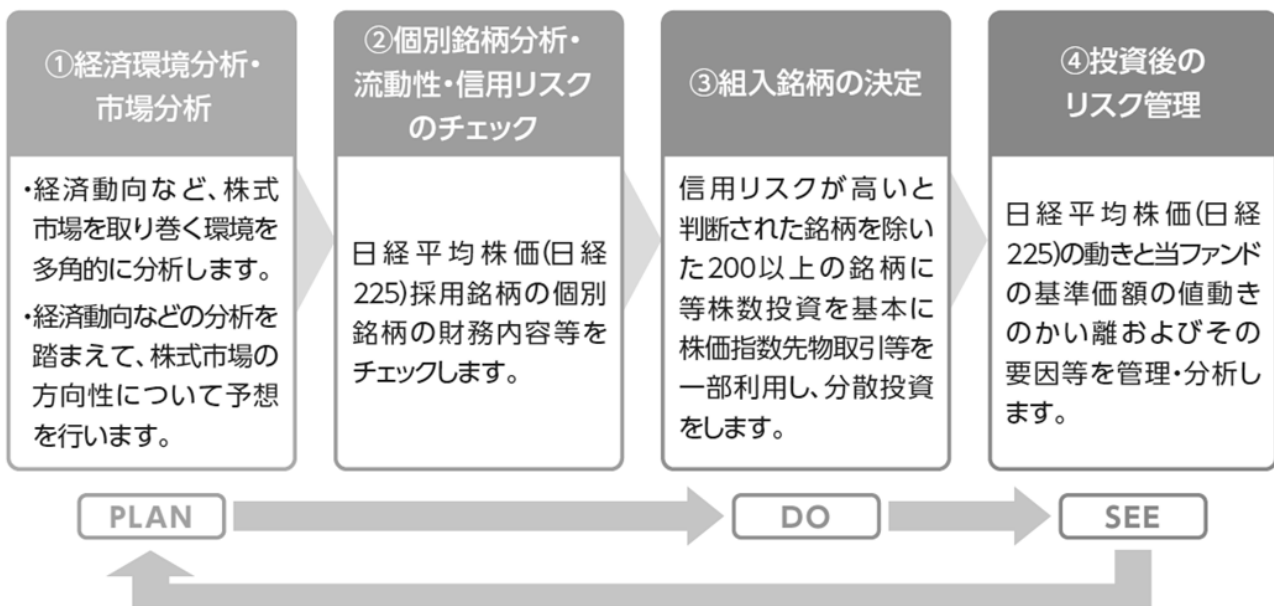 ①経済環境分析・
市場分析
・経済動向など、株式
市場を取り巻く環境を
多角的に分析します。
・経済動向などの分析を
踏まえて、株式市場の
方向性について予想
を行います。
②個別銘柄分析・
流動性・信用リスク
のチェック
日経平均株価(日経
225)採用銘柄の個別
銘柄の財務内容等を
チェックします。
③組入銘柄の決定
信用リスクが高いと
判断された銘柄を除い
た200以上の銘柄に
等株数投資を基本に
株価指数先物取引等を
一部利用し、分散投資
をします。
④投資後の
リスク管理
日経平均株価(日経
225)の動きと当ファンド
の基準価額の値動き
のかい離およびその
要因等を管理・分析し
ます。
PLAN
DO
SEE